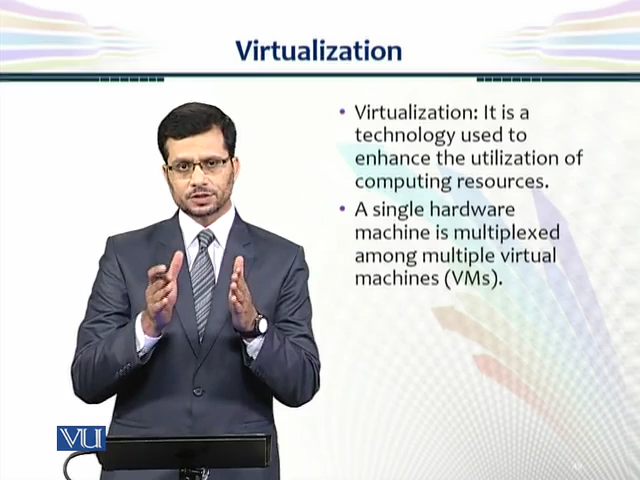 Virtualization
• Virtualization: It is a
technology used to
enhance the utilization of
computing resources.
• A single hardware
machine is multiplexed
among multiple virtual
machines (VMs).
VU